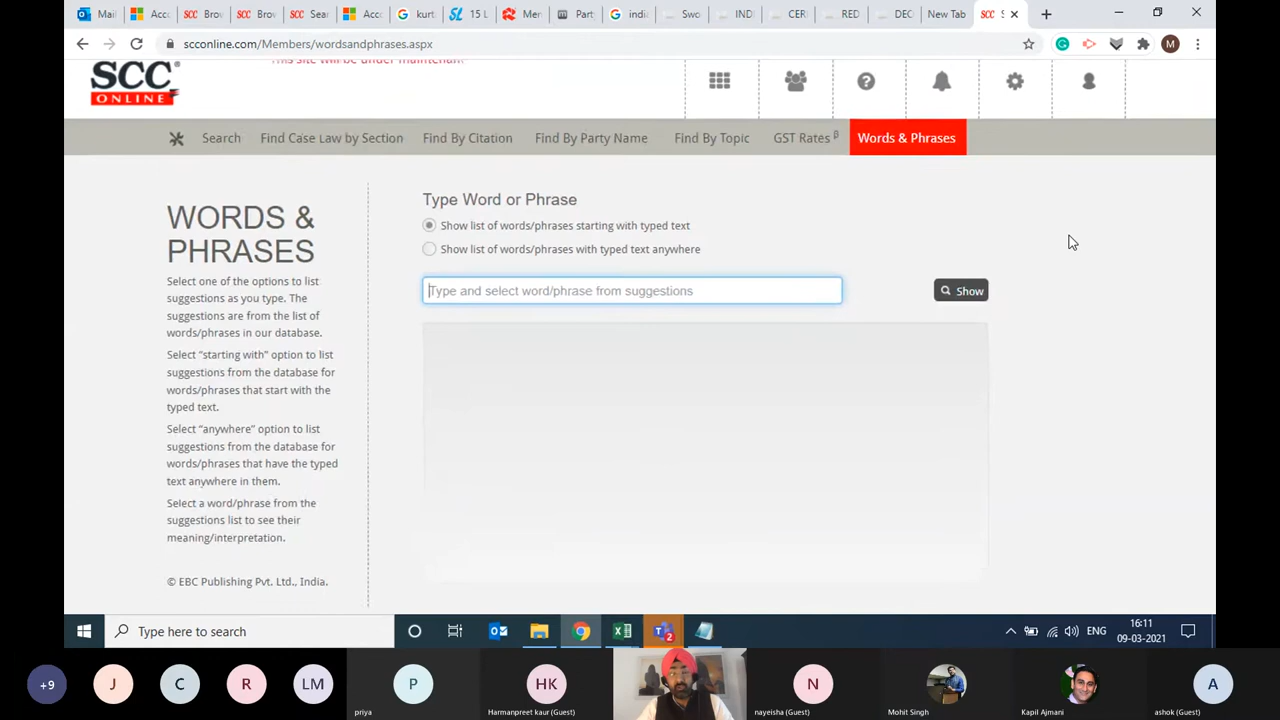 Mail
Acc
Brov
Brov
Sear
Acc
kurt
15 L
Mer
Party
indi
Swo
IND
CER
RED
DEC
New Tab
S
scconline.com/Members/wordsandphrases.aspx
M
SCC®
ONLINE
Search
Find Case Law by Section
Find By Citation
Find By Party Name
Find By Topic
GST Rates β
Words & Phrases
WORDS &
PHRASES
Select one of the options to list
suggestions as you type. The
suggestions are from the list of
words/phrases in our database.
Select “starting with” option to list
suggestions from the database for
words/phrases that start with the
typed text.
Select “anywhere” option to list
suggestions from the database for
words/phrases that have the typed
text anywhere in them.
Select a word/phrase from the
suggestions list to see their
meaning/interpretation.
© EBC Publishing Pvt. Ltd., India.
Type Word or Phrase
Show list of words/phrases starting with typed text
Show list of words/phrases with typed text anywhere
Type and select word/phrase from suggestions
Show
Type here to search
2
ENG
16:11
09-03-2021
+9
J
C
R
LM
P
priya
HK
Harmanpreet kaur (Guest)
N
nayeisha (Guest)
Mohit Singh
Kapil Ajmani
A
ashok (Guest)